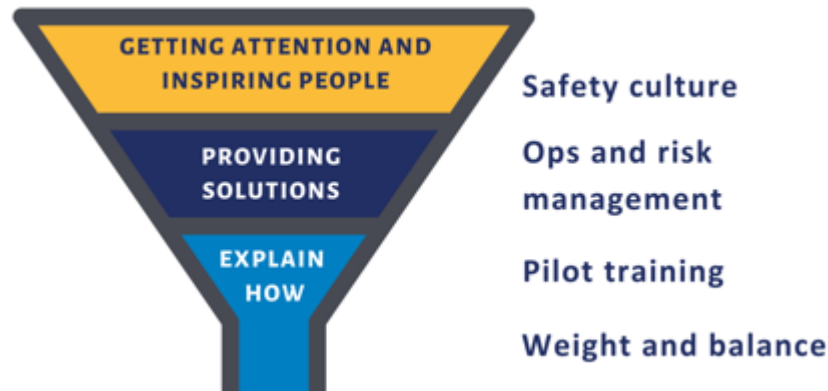 GETTING ATTENTION AND
INSPIRING PEOPLE
Safety culture
PROVIDING
SOLUTIONS
Ops and risk
management
EXPLAIN
HOW
Pilot training
Weight and balance